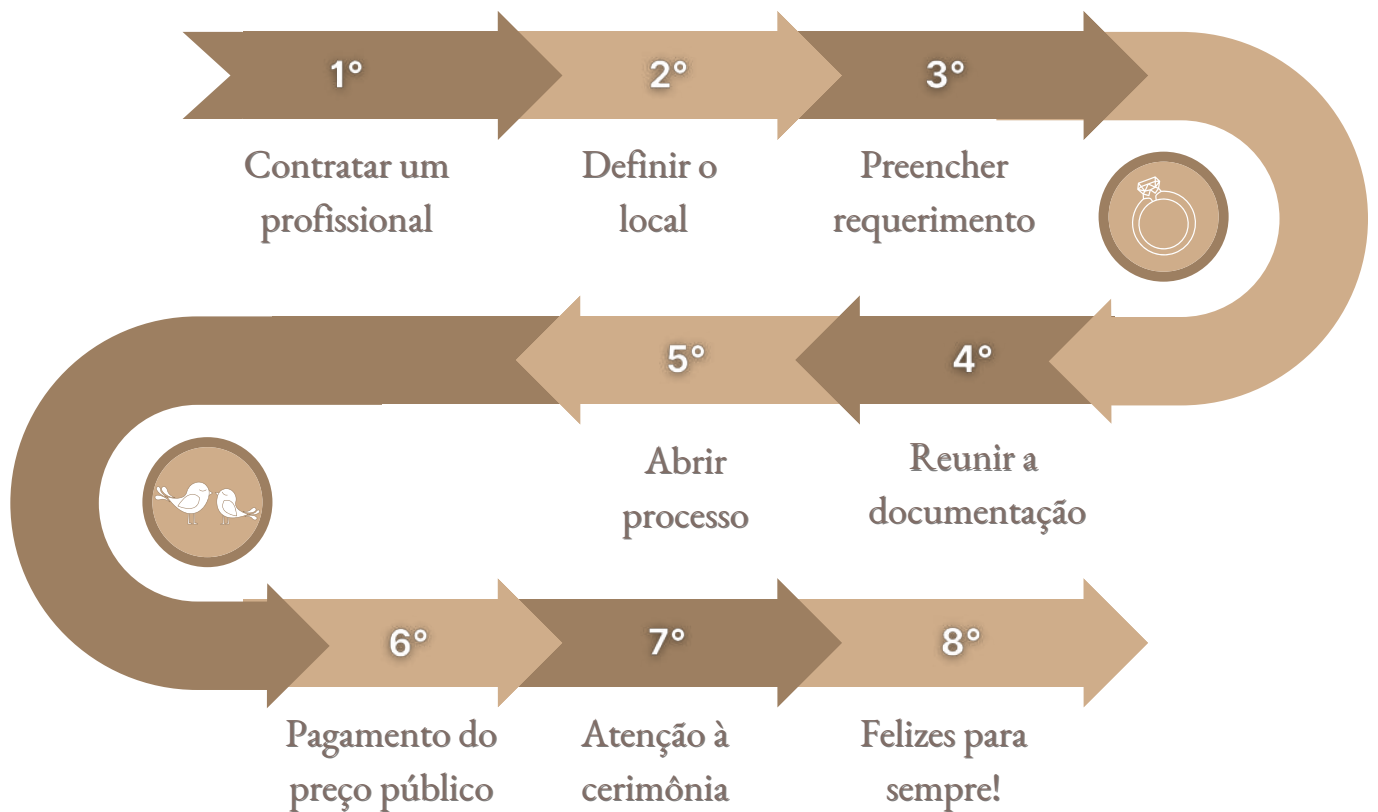 1°
Contratar um
profissional
2°
Definir o
local
3°
Preencher
requerimento
4°
Reunir a
documentação
5°
Abrir
processo
6°
Pagamento do
preço público
7°
Atenção à
cerimônia
8°
Felizes para
sempre!